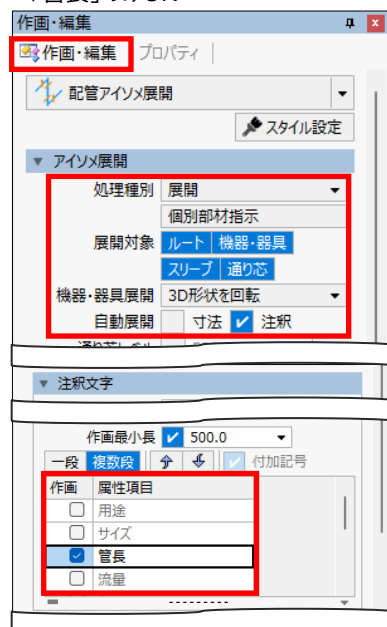 作画・編集
作画・編集 プロパティ
配管アイソメ展開
スタイル設定
アイソメ展開
処理種別 展開
個別部材指示
展開対象 ルート 機器・器具
スリーブ 通り芯
機器・器具展開 3D形状を回転
自動展開 寸法 注釈
注釈文字
作画最小長 500.0
一段 複数段 付加記号
作画 属性項目
用途
サイズ
管長
流量